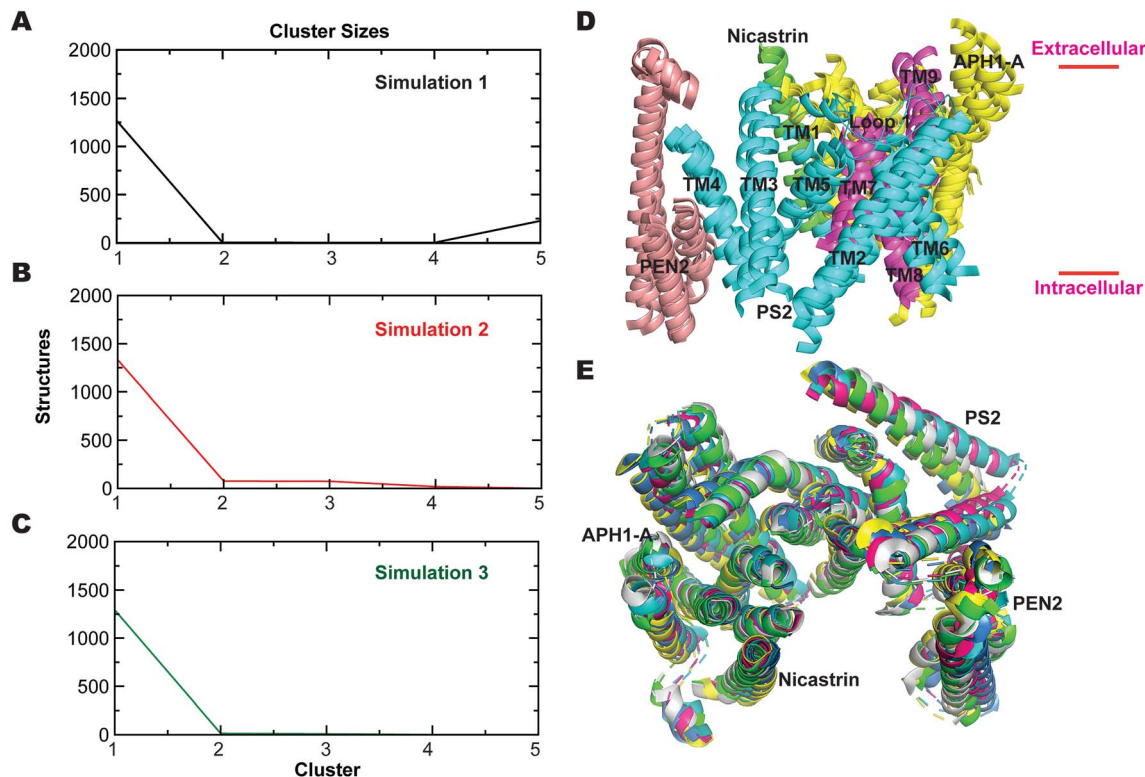 A
Cluster Sizes
2000
1500
1000
500
0
Simulation 1
1 2 3 4 5
B
2000
1500
1000
500
0
Simulation 2
1 2 3 4 5
Structures
C
2000
1500
1000
500
0
Simulation 3
1 2 3 4 5
Cluster
D
Nicastrin
APH1-A
Extracellular
TM9
TM1
Loop 1
TM4
TM3
TM5
TM7
PEN2
TM2
TM6
TM8
PS2
Intracellular
E
PS2
APH1-A
PEN2
Nicastrin